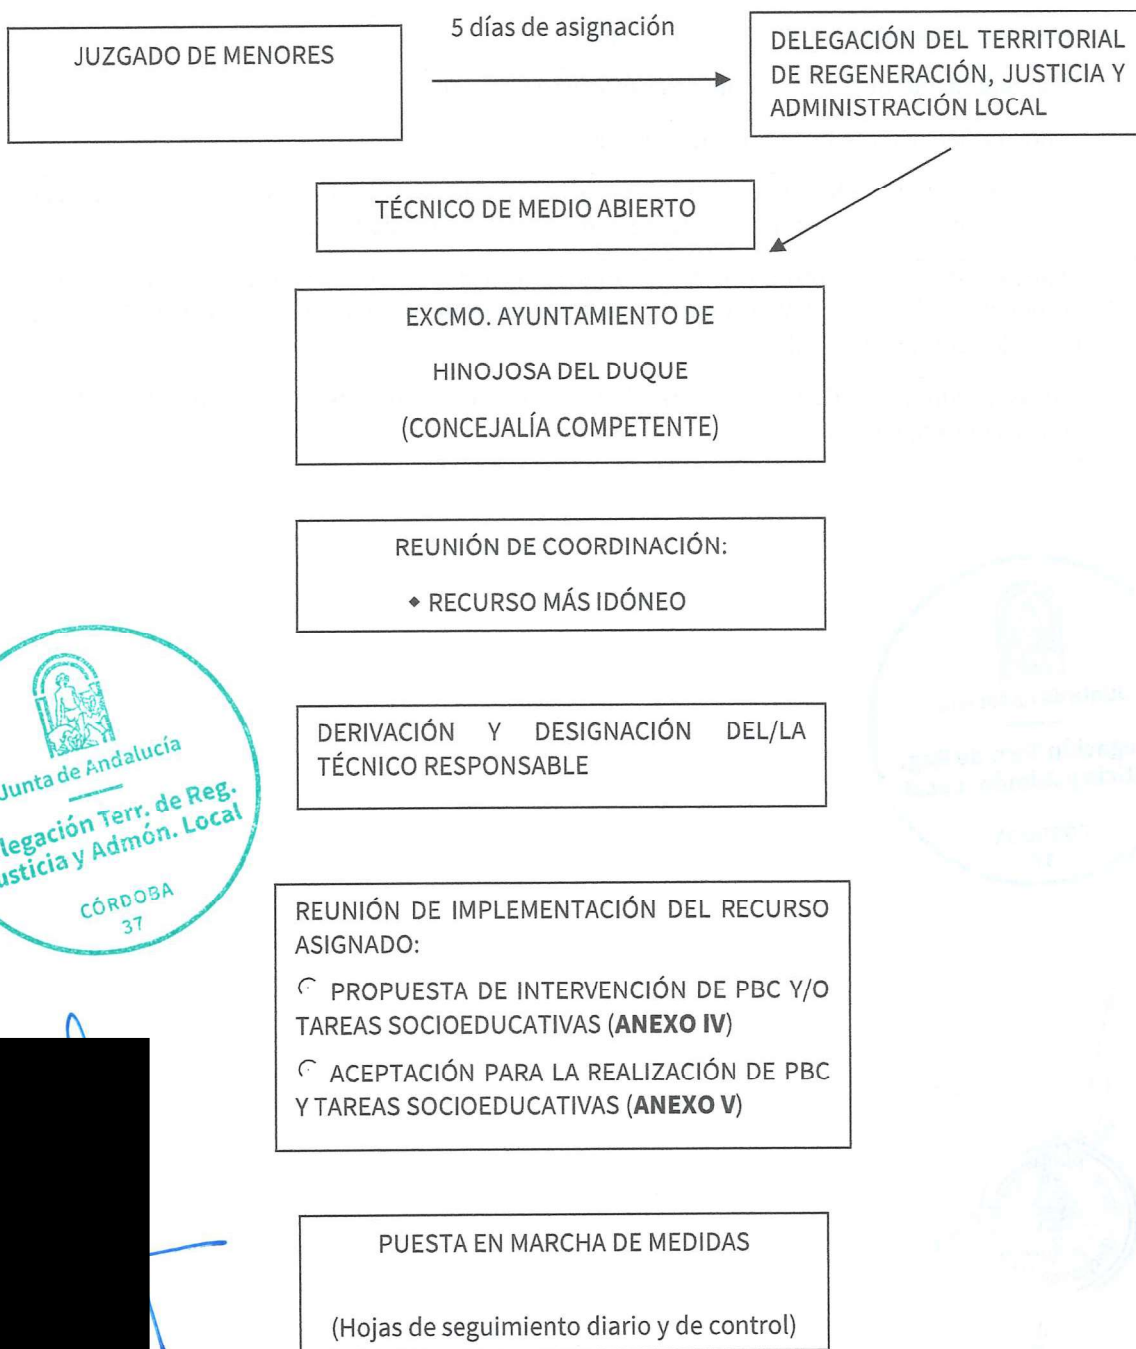 5 días de asignación
JUZGADO DE MENORES
DELEGACIÓN DEL TERRITORIAL
DE REGENERACIÓN, JUSTICIA Y
ADMINISTRACIÓN LOCAL
TÉCNICO DE MEDIO ABIERTO
EXCMO. AYUNTAMIENTO DE
HINOJOSA DEL DUQUE
(CONCEJALÍA COMPETENTE)
REUNIÓN DE COORDINACIÓN:
◆ RECURSO MÁS IDÓNEO
DERIVACIÓN Y DESIGNACIÓN DEL/LA
TÉCNICO RESPONSABLE
Junta de Andalucía
legación Terr. de Reg.
usticia y Admón. Local
CÓRDOBA
37
REUNIÓN DE IMPLEMENTACIÓN DEL RECURSO
ASIGNADO:
PROPUESTA DE INTERVENCIÓN DE PBC Y/O
TAREAS SOCIOEDUCATIVAS (ANEXO IV)
ACEPTACIÓN PARA LA REALIZACIÓN DE PBC
Y TAREAS SOCIOEDUCATIVAS (ANEXO V)
PUESTA EN MARCHA DE MEDIDAS
(Hojas de seguimiento diario y de control)